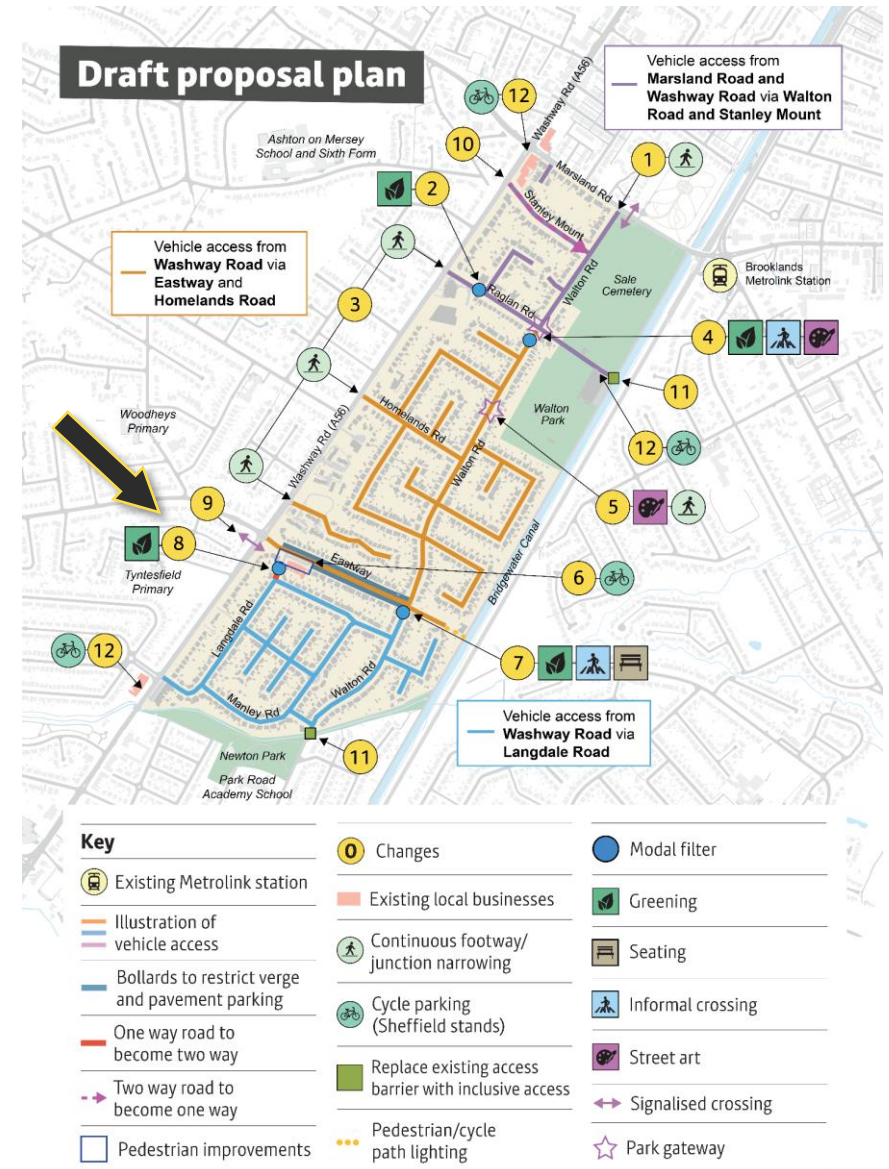 Draft proposal plan
Vehicle access from
Marsland Road and
Washway Road via Walton
Road and Stanley Mount
12
Washway Rd (A56)
Ashton on Mersey
School and Sixth Form
10
Marsland Rd
1
2
Stanley Mount
Vehicle access from
Washway Road via
Eastway and
Homelands Road
Walton Rd
Sale
Cemetery
Brooklands
Metrolink Station
3
Raglan Rd
4
11
Woodheys
Primary
Washway Rd (A56)
Homelands Rd
Walton Rd
Walton
Park
12
9
5
8
Tyntesfield
Primary
Eastway
6
Bridgewater Canal
Langdale Rd
12
7
Manley Rd
Walton Rd
Vehicle access from
Washway Road via
Langdale Road
Newton Park
11
Park Road
Academy School
Key
Existing Metrolink station
Illustration of
vehicle access
Bollards to restrict verge
and pavement parking
One way road to
become two way
Two way road to
become one way
Pedestrian improvements
0 Changes
Existing local businesses
Continuous footway/
junction narrowing
Cycle parking
(Sheffield stands)
Replace existing access
barrier with inclusive access
Pedestrian/cycle
path lighting
Modal filter
Greening
Seating
Informal crossing
Street art
Signalised crossing
Park gateway